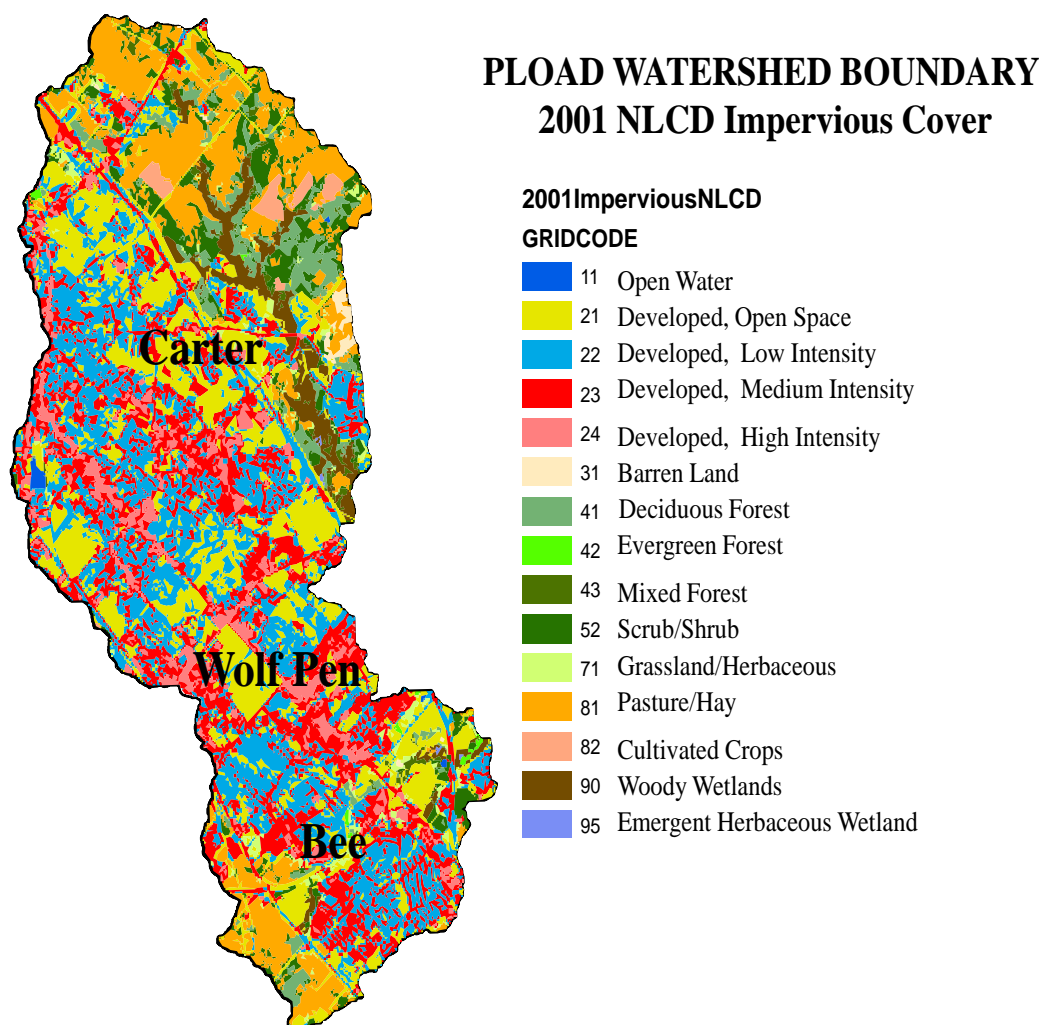 PLOAD WATERSHED BOUNDARY
2001 NLCD Impervious Cover
2001ImperviousNLCD
GRIDCODE
11 Open Water
21 Developed, Open Space
22 Developed, Low Intensity
23 Developed, Medium Intensity
24 Developed, High Intensity
31 Barren Land
41 Deciduous Forest
42 Evergreen Forest
43 Mixed Forest
52 Scrub/Shrub
71 Grassland/Herbaceous
81 Pasture/Hay
82 Cultivated Crops
90 Woody Wetlands
95 Emergent Herbaceous Wetland
Carter
Wolf Pen
Bee